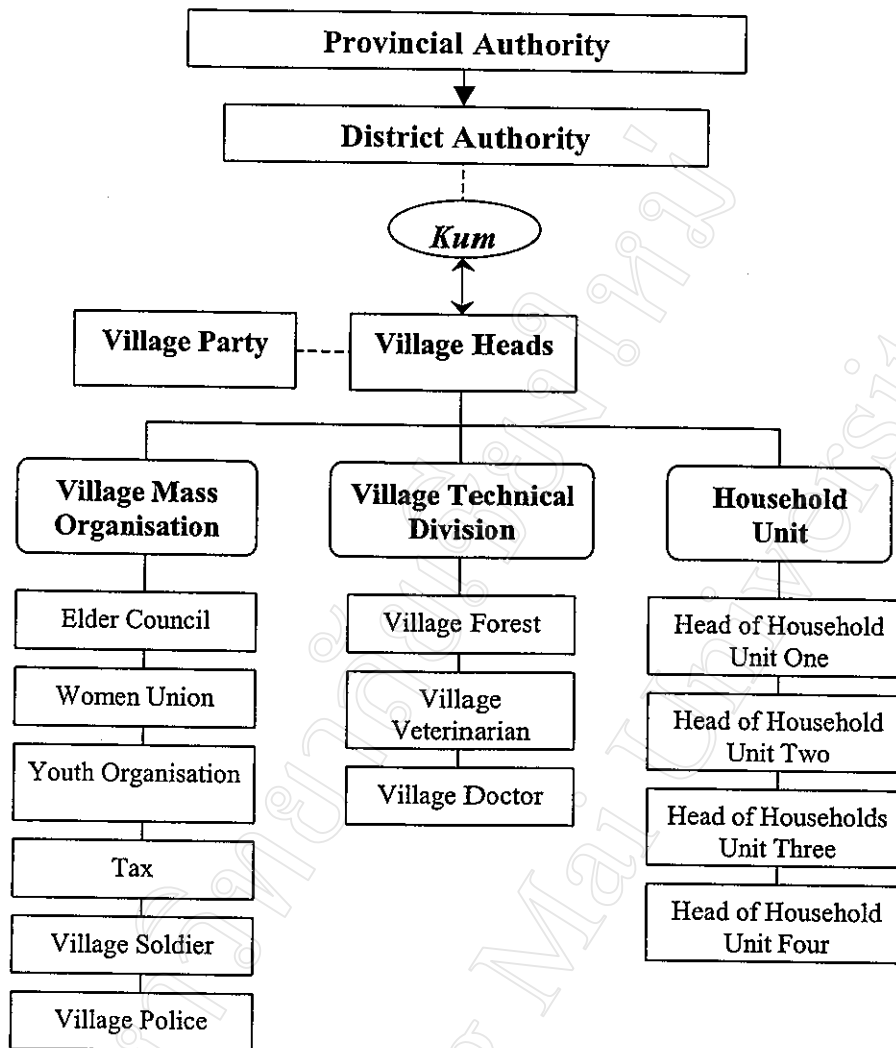 Provincial Authority
District Authority
Kum
Village Party
Village Heads
Village Mass
Organisation
Elder Council
Women Union
Youth Organisation
Tax
Village Soldier
Village Police
Village Technical
Division
Village Forest
Village
Veterinarian
Village Doctor
Household
Unit
Head of Household
Unit One
Head of Household
Unit Two
Head of Households
Unit Three
Head of Household
Unit Four
Mai Universit